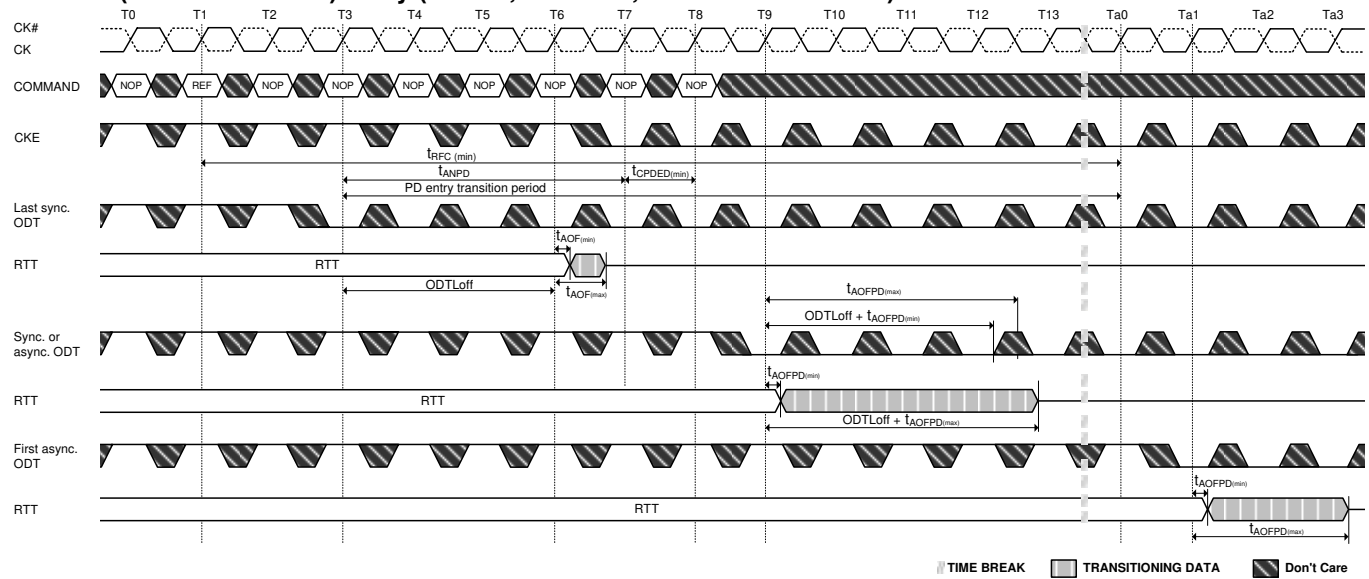 T0 T1 T2 T3 T4 T5 T6 T7 T8 T9 T10 T11 T12 T13 Ta0 Ta1 Ta2 Ta3
CK#
CK
COMMAND NOP REF NOP NOP NOP NOP NOP NOP NOP
CKE
tRFC (min)
tANPD tCPDED(min)
PD entry transition period
Last sync.
ODT
tAOF(min)
RTT RTT
ODTLoff tAOF(max)
tAOFPD(max)
ODTLoff + tAOFPD(min)
Sync. or
async. ODT
tAOFPD(min)
RTT RTT
ODTLoff + tAOFPD(max)
First async.
ODT
tAOFPD(min)
RTT RTT
tAOFPD(max)
TIME BREAK TRANSITIONING DATA Don't Care